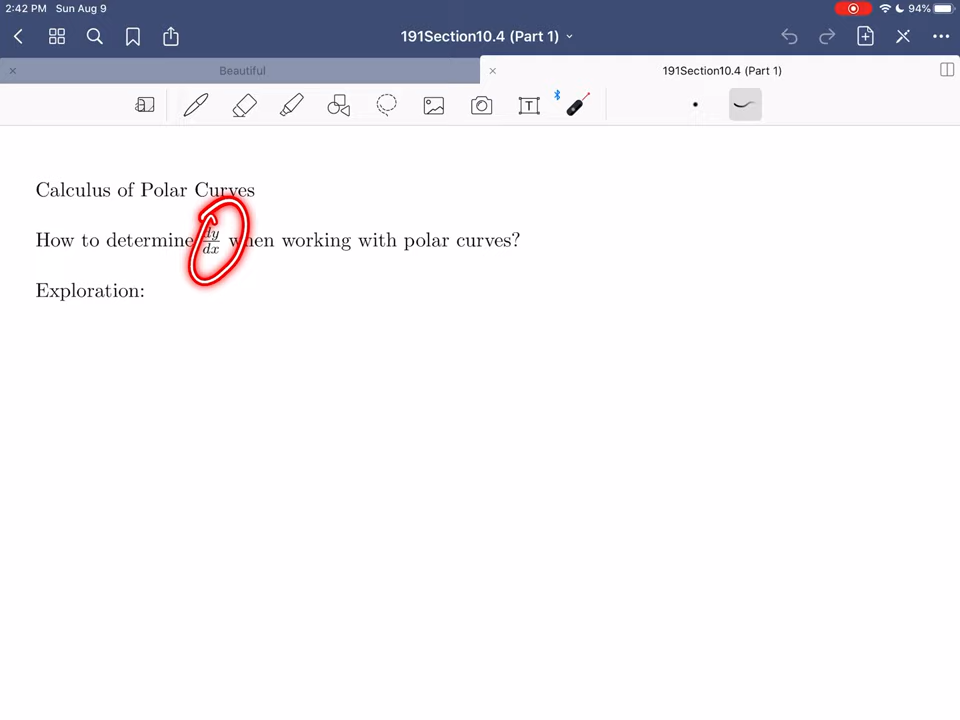 2:42 PM Sun Aug 9 94%
191Section10.4 (Part 1)
Beautiful 191Section10.4 (Part 1)
T
Calculus of Polar Curves
How to determine dy/dx when working with polar curves?
Exploration: